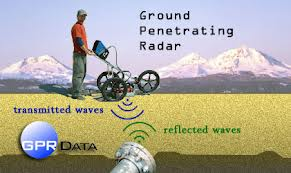 Ground
Penetrating
Radar
transmitted waves
reflected waves
GPR DATA